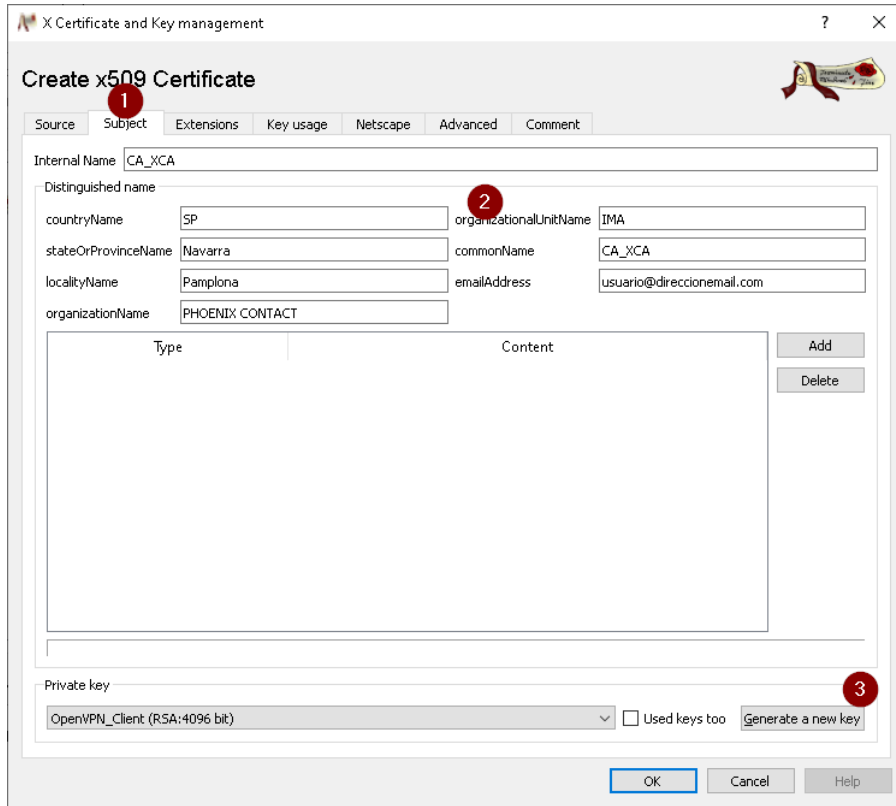 X Certificate and Key management
?
Create x509 Certificate
1
Source Subject Extensions Key usage Netscape Advanced Comment
Internal Name CA_XCA
Distinguished name
2
countryName SP organizationalUnitName IMA
stateOrProvinceName Navarra commonName CA_XCA
localityName Pamplona emailAddress usuario@direccionemail.com
organizationName PHOENIX CONTACT
Type Content Add
Delete
Private key
3
OpenVPN_Client (RSA:4096 bit) Used keys too Generate a new key
OK Cancel Help